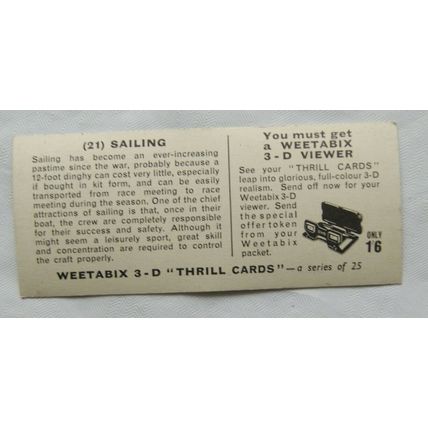 (21) SAILING
Sailing has become an ever-increasing
pastime since the war, probably because a
12-foot dinghy can cost very little, especially
if bought in kit form, and can be easily
transported from race meeting to race
meeting during the season. One of the chief
attractions of sailing is that, once in their
boats, the crew are completely responsible
for their success and safety. Although it
might seem a leisurely sport, great skill
and concentration are required to control
the craft properly.
You must get
a WEETABIX
3-D VIEWER
See your "THRILL CARDS"
leap into glorious, full-colour 3-D
realism. Send off now for your
Weetabix 3-D
viewer. Send
the special
offer token
from your
Weetabix
packet.
ONLY
1'6
WEETABIX 3-D "THRILL CARDS"—a series of 25